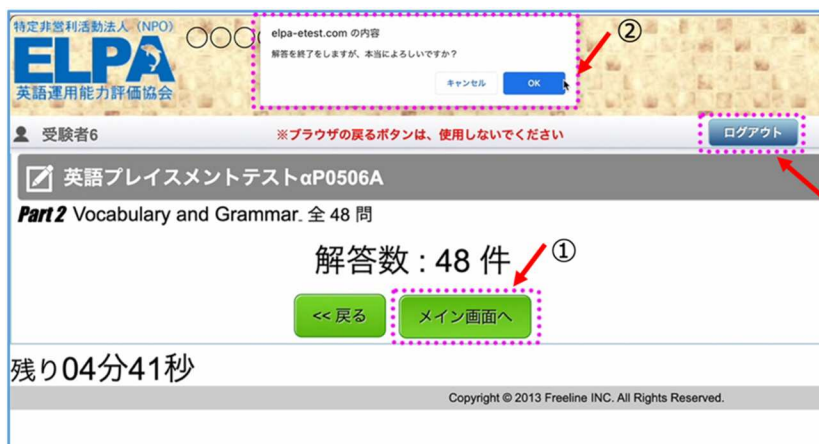 特定非営利活動法人（NPO）
ELPA
英語運用能力評価協会
〇〇〇
elpa-etest.com の内容
解答を終了をしますが、本当によろしいですか？
キャンセル
OK
②
受験者6
※ブラウザの戻るボタンは、使用しないでください
ログアウト
英語プレイスメントテストαP0506A
Part 2 Vocabulary and Grammar. 全 48 問
解答数 : 48 件
①
<< 戻る
メイン画面へ
残り04分41秒
Copyright © 2013 Freeline INC. All Rights Reserved.